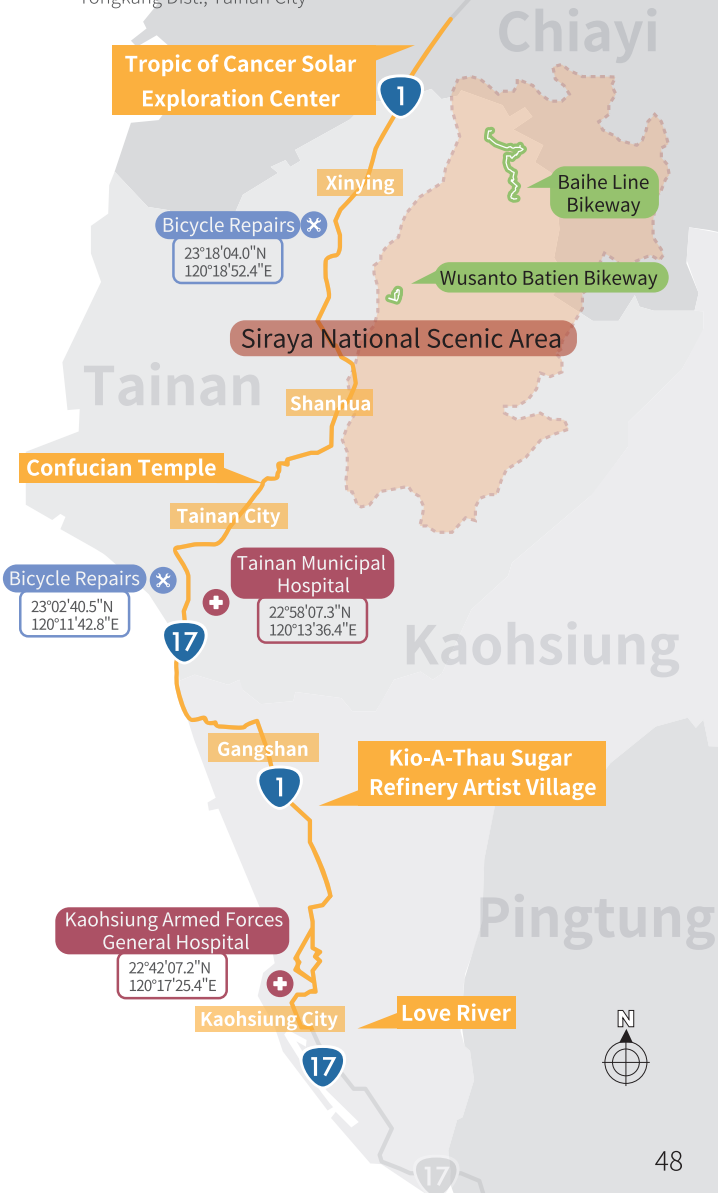 Yongkang Dist., Tainan City
Chiayi
Tropic of Cancer Solar
Exploration Center
1
Xinying
Baihe Line
Bikeway
Bicycle Repairs
23°18'04.0"N
120°18'52.4"E
Wusanto Batien Bikeway
Siraya National Scenic Area
Tainan
Shanhua
Confucian Temple
Tainan City
Tainan Municipal
Hospital
22°58'07.3"N
120°13'36.4"E
Bicycle Repairs
23°02'40.5"N
120°11'42.8"E
17
Kaohsiung
Gangshan
Kio-A-Thau Sugar
Refinery Artist Village
1
Pingtung
Kaohsiung Armed Forces
General Hospital
22°42'07.2"N
120°17'25.4"E
Kaohsiung City
Love River
N
17
48
17